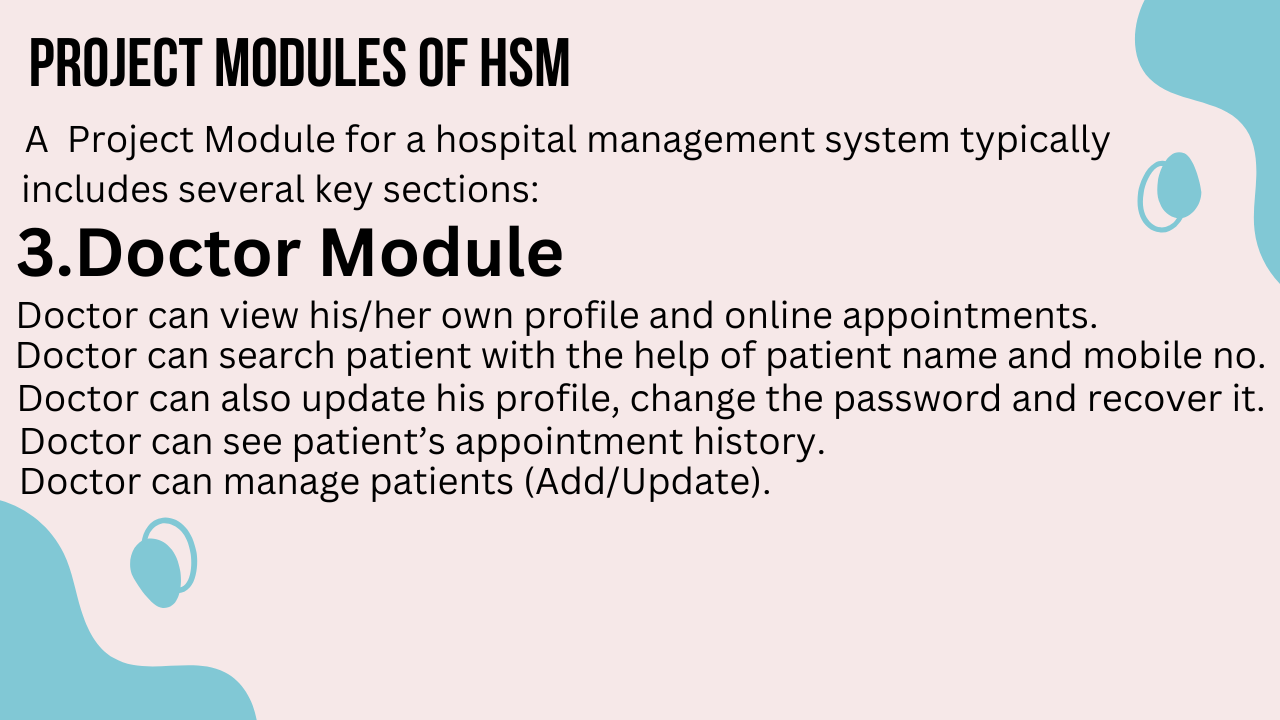 PROJECT MODULES OF HSM
A Project Module for a hospital management system typically
includes several key sections:
3.Doctor Module
Doctor can view his/her own profile and online appointments.
Doctor can search patient with the help of patient name and mobile no.
Doctor can also update his profile, change the password and recover it.
Doctor can see patient’s appointment history.
Doctor can manage patients (Add/Update).